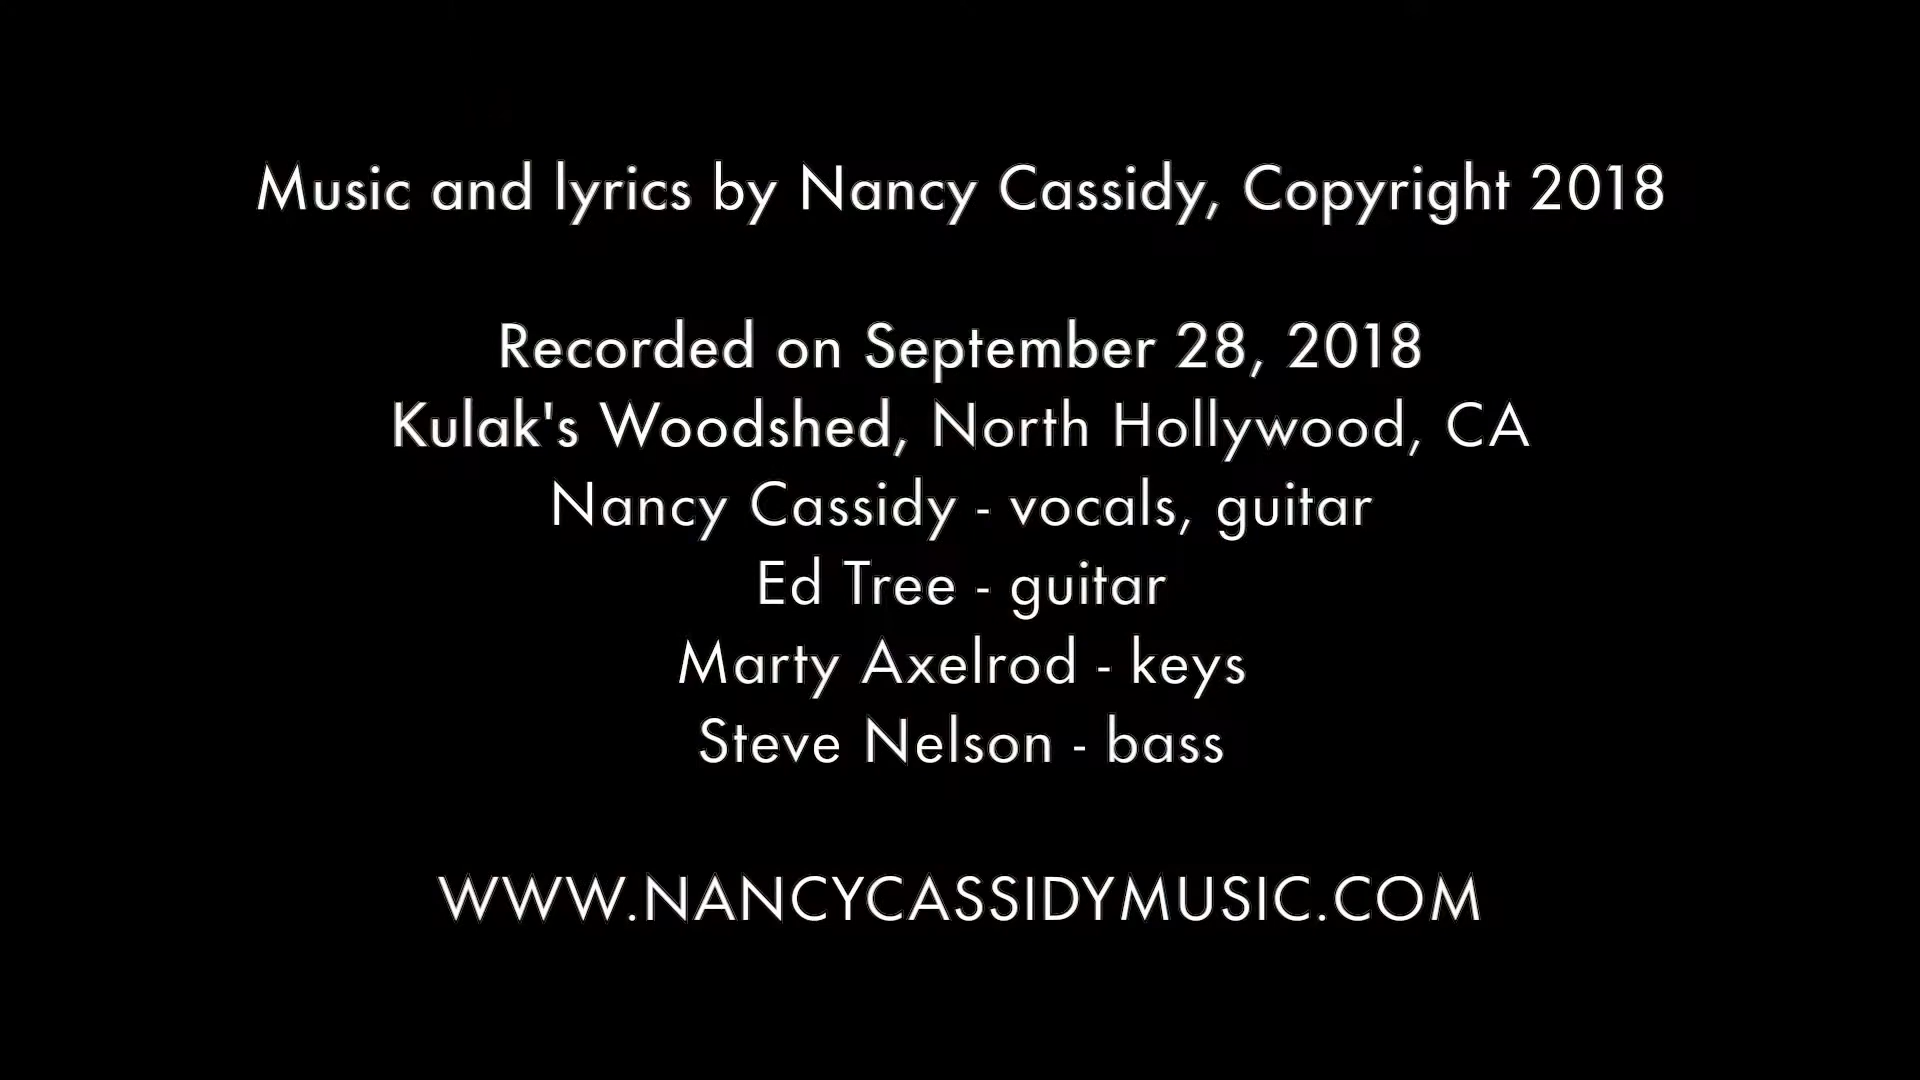 Music and lyrics by Nancy Cassidy, Copyright 2018
Recorded on September 28, 2018
Kulak's Woodshed, North Hollywood, CA
Nancy Cassidy - vocals, guitar
Ed Tree - guitar
Marty Axelrod - keys
Steve Nelson - bass
WWW.NANCYCASSIDYMUSIC.COM